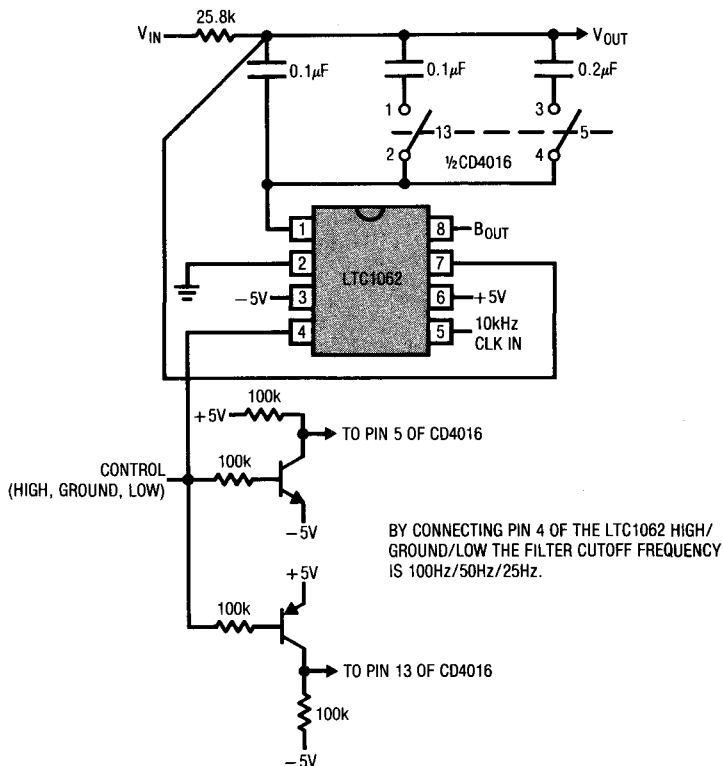 25.8k
V_IN
V_OUT
0.1µF
0.1µF
0.2µF
1
3
13
5
2
4
½CD4016
1
8
B_OUT
2
7
LTC1062
−5V
3
6
+5V
4
5
10kHz
CLK IN
100k
+5V
TO PIN 5 OF CD4016
CONTROL
(HIGH, GROUND, LOW)
100k
−5V
BY CONNECTING PIN 4 OF THE LTC1062 HIGH/
GROUND/LOW THE FILTER CUTOFF FREQUENCY
IS 100Hz/50Hz/25Hz.
+5V
100k
TO PIN 13 OF CD4016
100k
−5V